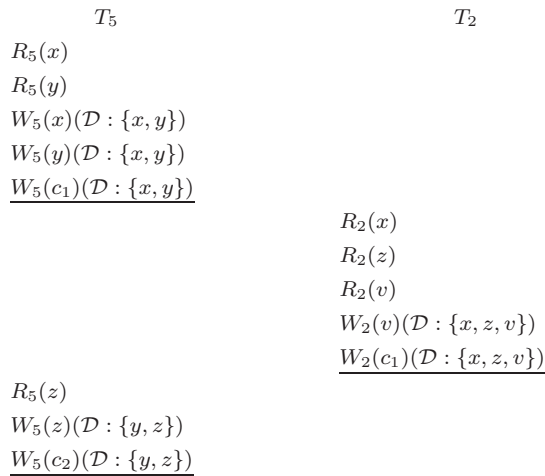 T₅ T₂
R₅(x)
R₅(y)
W₅(x)(𝒟 : {x, y})
W₅(y)(𝒟 : {x, y})
W₅(c₁)(𝒟 : {x, y})
R₂(x)
R₂(z)
R₂(v)
W₂(v)(𝒟 : {x, z, v})
W₂(c₁)(𝒟 : {x, z, v})
R₅(z)
W₅(z)(𝒟 : {y, z})
W₅(c₂)(𝒟 : {y, z})